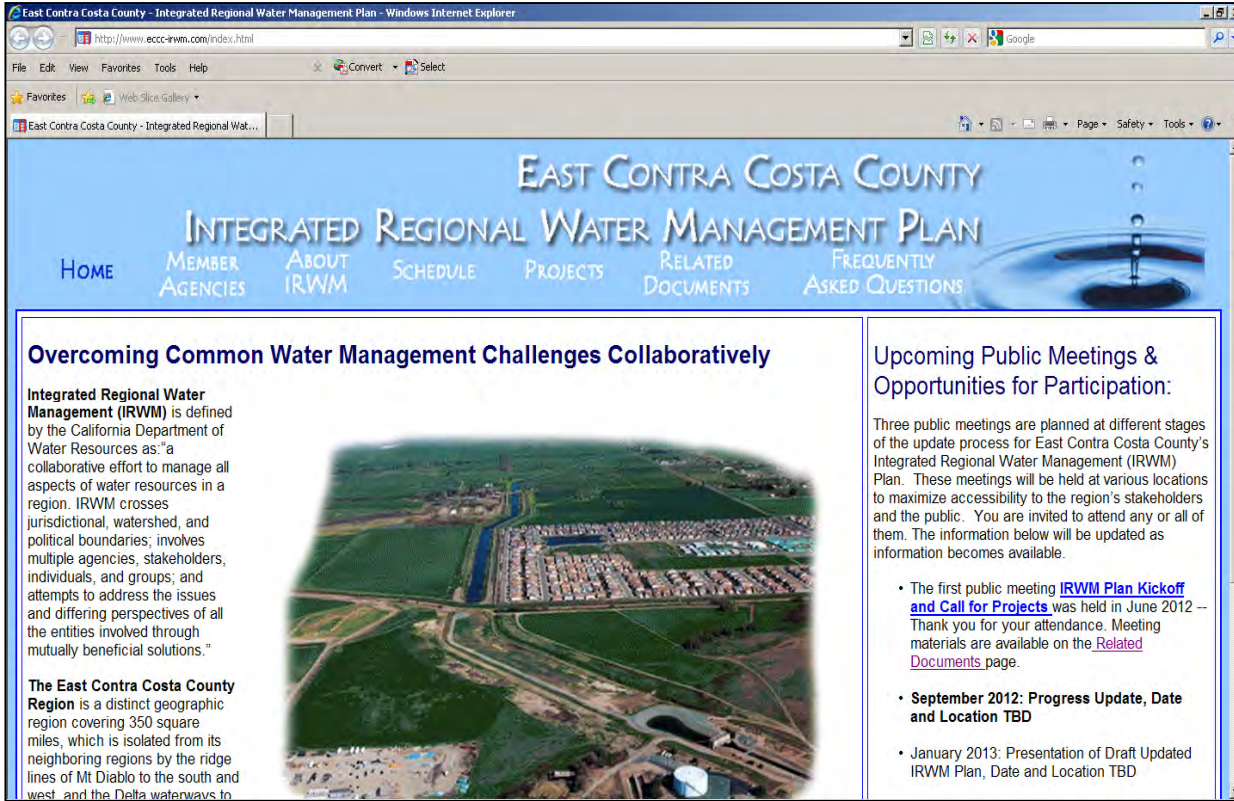 East Contra Costa County - Integrated Regional Water Management Plan - Windows Internet Explorer
http://www.eccc-irwm.com/index.html
Google
File Edit View Favorites Tools Help
Convert Select
Favorites Web Slice Gallery
East Contra Costa County - Integrated Regional Wat...
Page Safety Tools
EAST CONTRA COSTA COUNTY
INTEGRATED REGIONAL WATER MANAGEMENT PLAN
HOME
MEMBER
AGENCIES
ABOUT
IRWM
SCHEDULE
PROJECTS
RELATED
DOCUMENTS
FREQUENTLY
ASKED QUESTIONS
Overcoming Common Water Management Challenges Collaboratively
Integrated Regional Water
Management (IRWM) is defined
by the California Department of
Water Resources as:“a
collaborative effort to manage all
aspects of water resources in a
region. IRWM crosses
jurisdictional, watershed, and
political boundaries; involves
multiple agencies, stakeholders,
individuals, and groups; and
attempts to address the issues
and differing perspectives of all
the entities involved through
mutually beneficial solutions.”
The East Contra Costa County
Region is a distinct geographic
region covering 350 square
miles, which is isolated from its
neighboring regions by the ridge
lines of Mt Diablo to the south and
west, and the Delta waterways to
Upcoming Public Meetings &
Opportunities for Participation:
Three public meetings are planned at different stages
of the update process for East Contra Costa County’s
Integrated Regional Water Management (IRWM)
Plan. These meetings will be held at various locations
to maximize accessibility to the region’s stakeholders
and the public. You are invited to attend any or all of
them. The information below will be updated as
information becomes available.
• The first public meeting IRWM Plan Kickoff
and Call for Projects was held in June 2012 --
Thank you for your attendance. Meeting
materials are available on the Related
Documents page.
• September 2012: Progress Update, Date
and Location TBD
• January 2013: Presentation of Draft Updated
IRWM Plan, Date and Location TBD